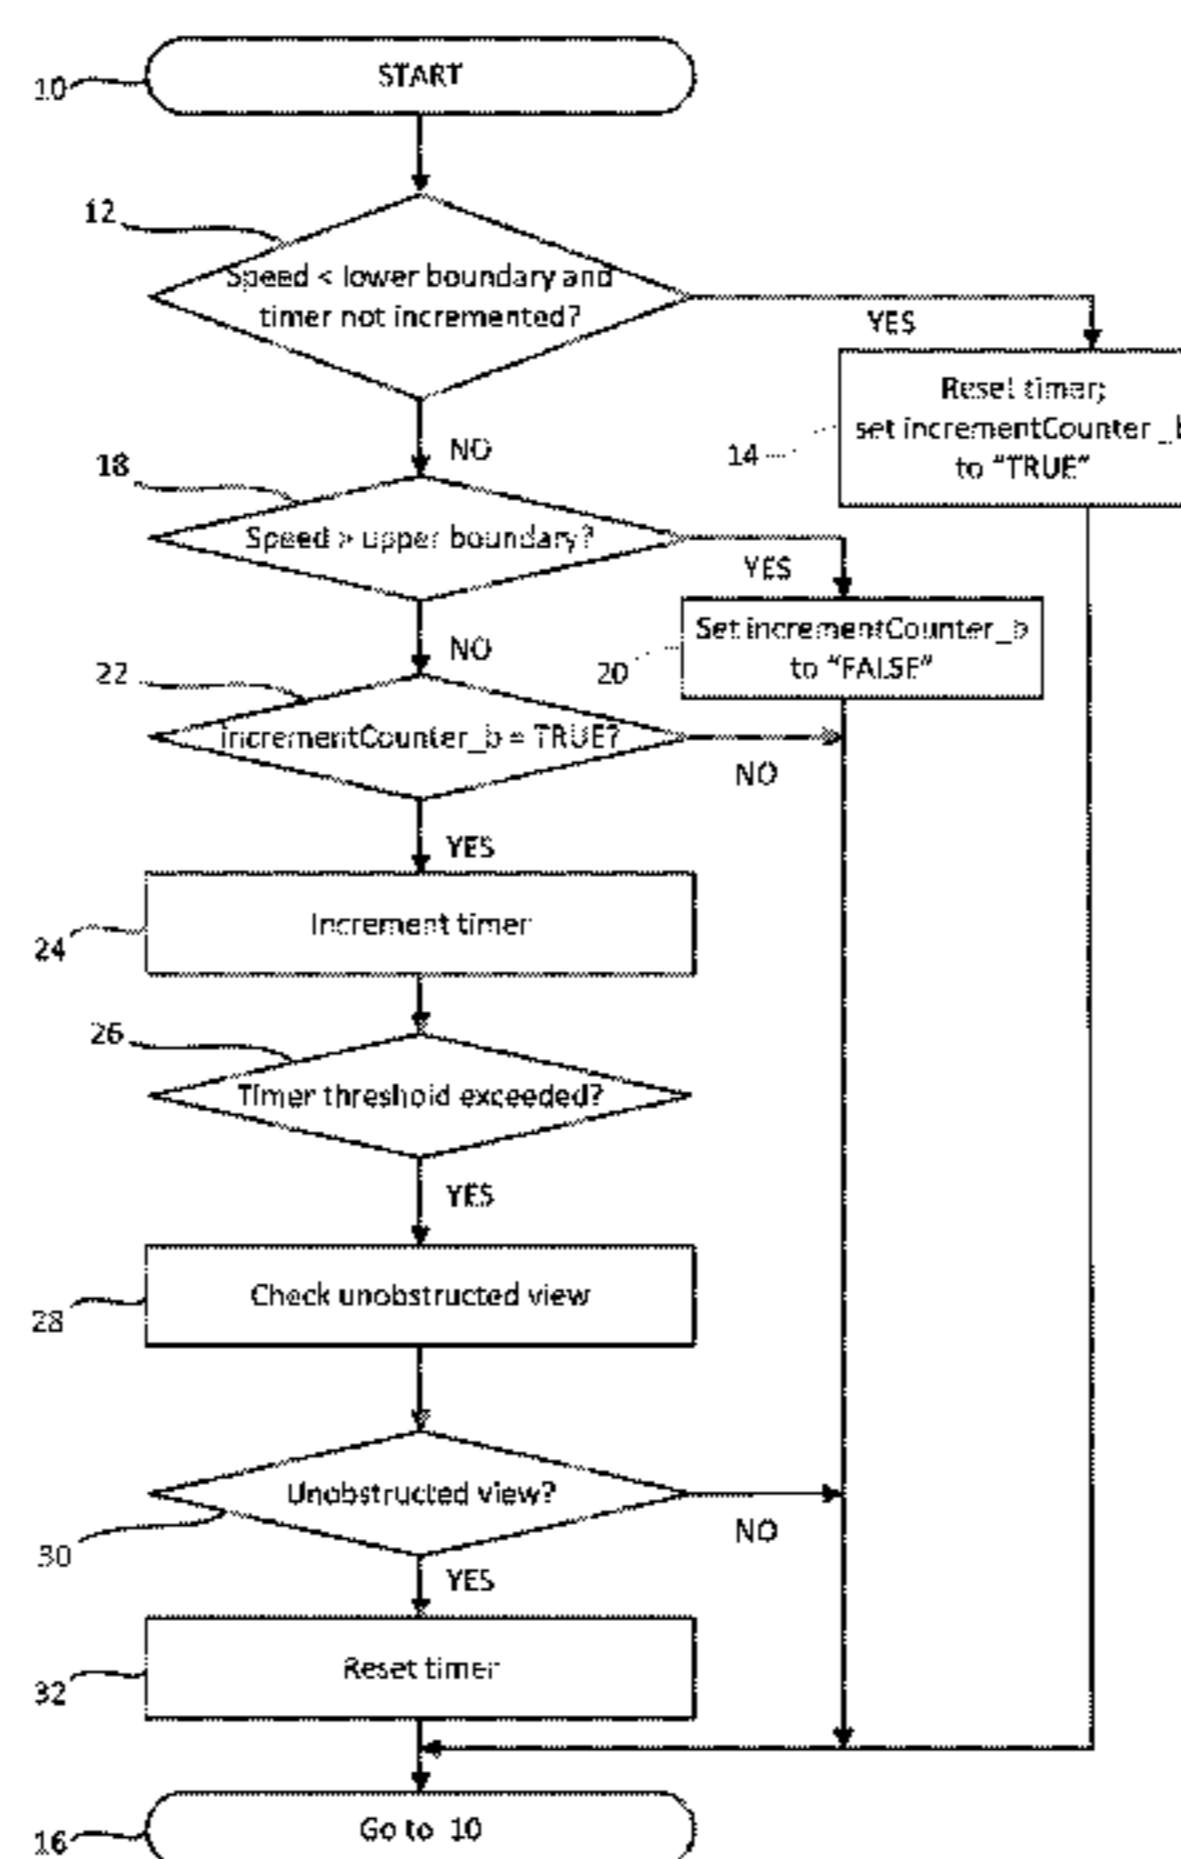 START
10
12
Speed < lower boundary and
timer not incremented?
YES
Reset timer;
set incrementCounter_b
to "TRUE"
14
NO
18
Speed > upper boundary?
YES
Set incrementCounter_b
to "FALSE"
20
NO
22
incrementCounter_b = TRUE?
NO
YES
Increment timer
24
26
Timer threshold exceeded?
YES
Check unobstructed view
28
Unobstructed view?
NO
30
YES
Reset timer
32
Go to 10
16